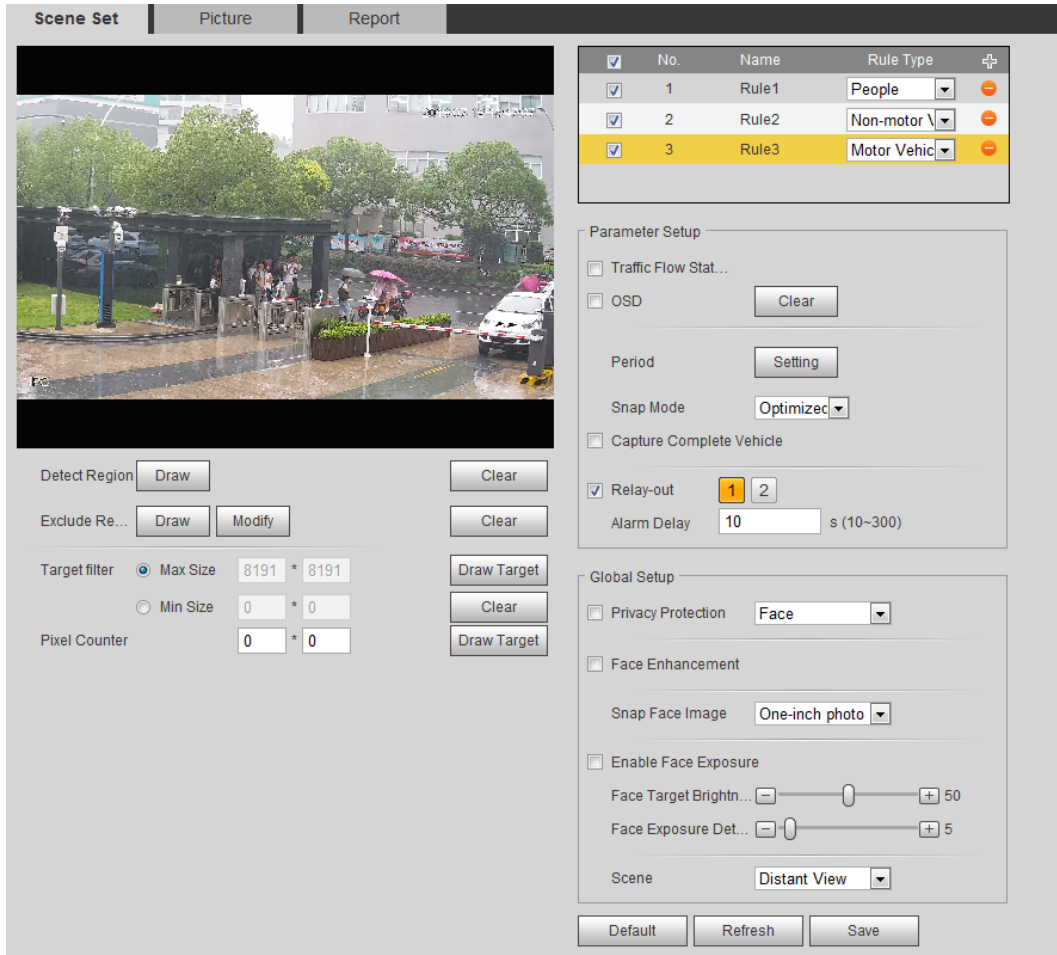 Scene Set Picture Report
No. Name Rule Type
1 Rule1 People
2 Rule2 Non-motor V
3 Rule3 Motor Vehic
IPC
Parameter Setup
Traffic Flow Stat...
OSD Clear
Period Setting
Snap Mode Optimized
Capture Complete Vehicle
Relay-out 1 2
Alarm Delay 10 s (10~300)
Detect Region Draw Clear
Exclude Re... Draw Modify Clear
Target filter Max Size 8191 * 8191 Draw Target
Min Size 0 * 0 Clear
Pixel Counter 0 * 0 Draw Target
Global Setup
Privacy Protection Face
Face Enhancement
Snap Face Image One-inch photo
Enable Face Exposure
Face Target Brightn... 50
Face Exposure Det... 5
Scene Distant View
Default Refresh Save